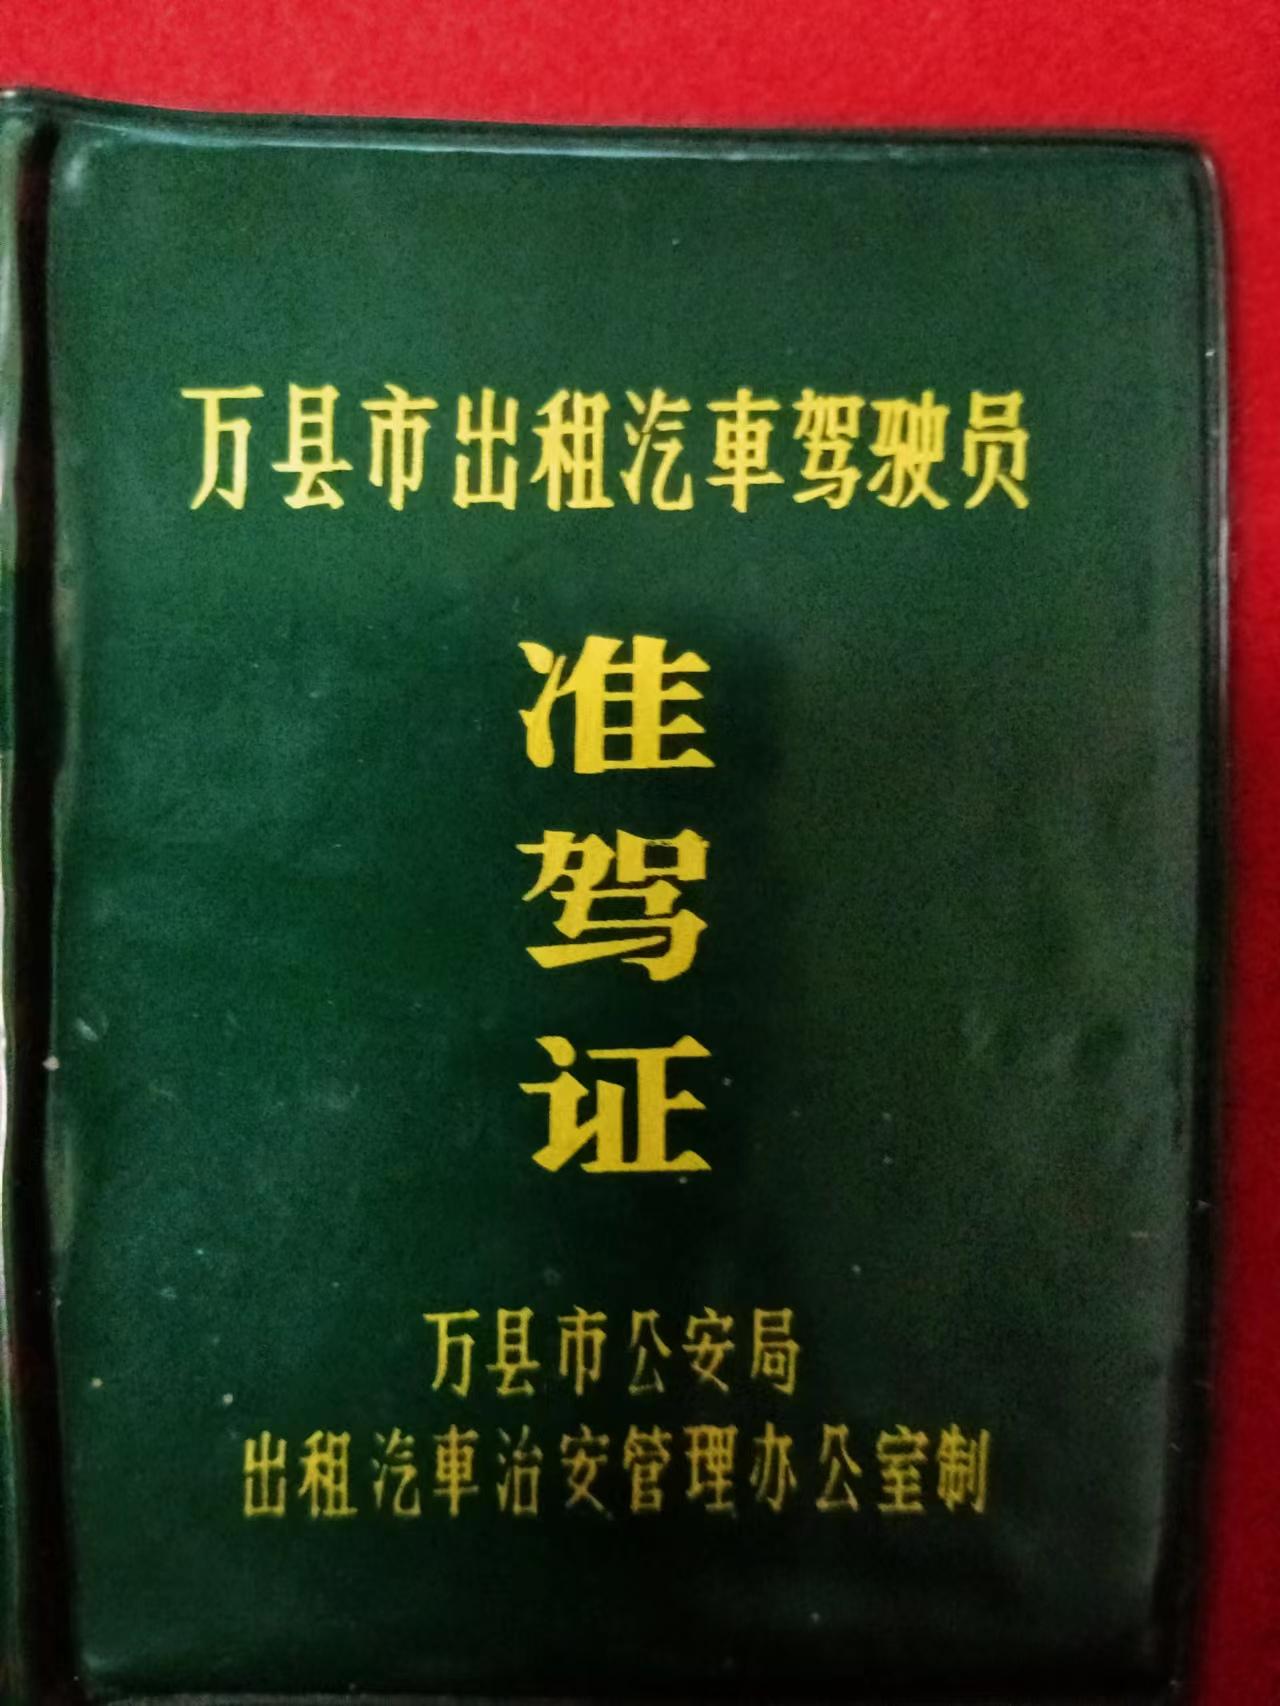 万县市出租汽車驾驶员
准
驾
证
万县市公安局
出租汽車治安管理办公室制